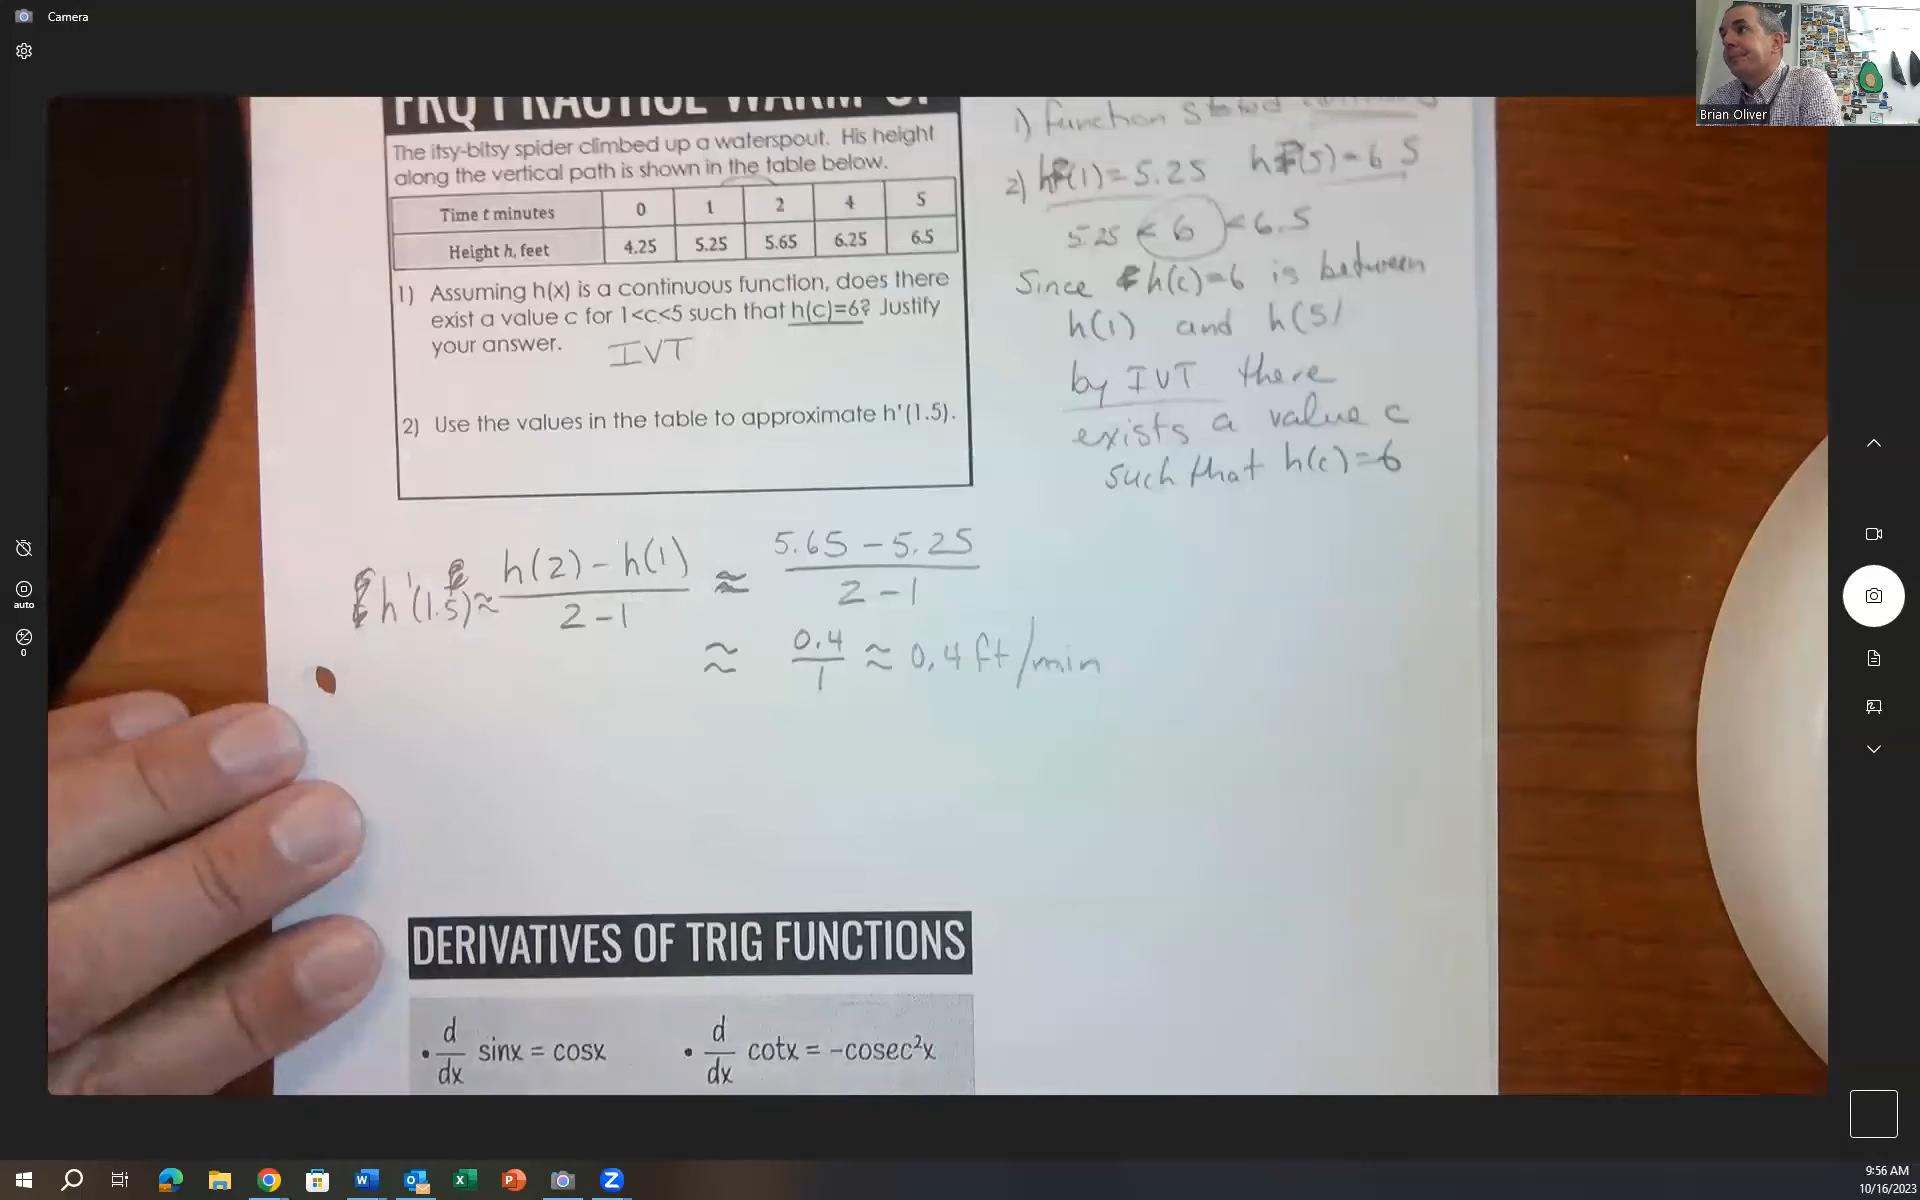 Camera
Brian Oliver
FRQ PRACTICE WARM-UP
The itsy-bitsy spider climbed up a waterspout. His height
along the vertical path is shown in the table below.
Time t minutes 0 1 2 4 5
Height h, feet 4.25 5.25 5.65 6.25 6.5
1) Assuming h(x) is a continuous function, does there
exist a value c for 1<c<5 such that h(c)=6? Justify
your answer. IVT
2) Use the values in the table to approximate h'(1.5).
1) function stated
2) h(1)=5.25 h(5)=6.5
5.25 < 6 < 6.5
Since h(c)=6 is between
h(1) and h(5)
by IVT there
exists a value c
such that h(c)=6
h'(1.5) ≈ h(2)-h(1) / 2-1 ≈ 5.65-5.25 / 2-1
≈ 0.4/1 ≈ 0.4 ft/min
DERIVATIVES OF TRIG FUNCTIONS
• d/dx sinx = cosx • d/dx cotx = -cosec²x
auto
0
9:56 AM
10/16/2023